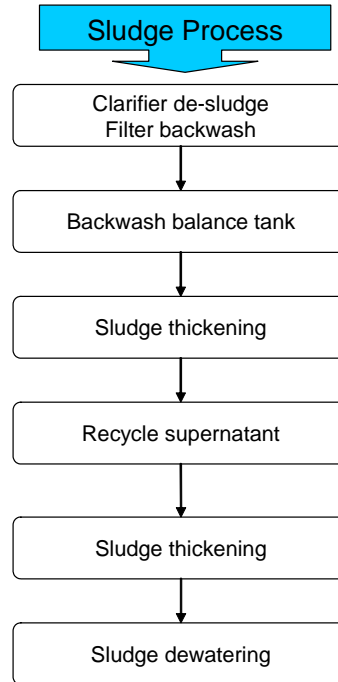 Sludge Process
Clarifier de-sludge
Filter backwash
Backwash balance tank
Sludge thickening
Recycle supernatant
Sludge thickening
Sludge dewatering